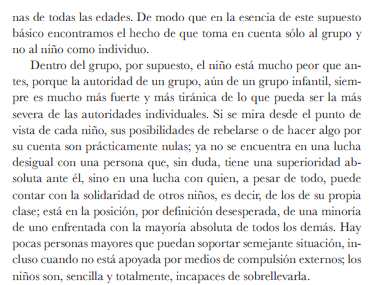 nas de todas las edades. De modo que en la esencia de este supuesto
básico encontramos el hecho de que toma en cuenta sólo al grupo y
no al niño como individuo.
Dentro del grupo, por supuesto, el niño está mucho peor que an-
tes, porque la autoridad de un grupo, aún de un grupo infantil, siem-
pre es mucho más fuerte y más tiránica de lo que pueda ser la más
severa de las autoridades individuales. Si se mira desde el punto de
vista de cada niño, sus posibilidades de rebelarse o de hacer algo por
su cuenta son prácticamente nulas; ya no se encuentra en una lucha
desigual con una persona que, sin duda, tiene una superioridad ab-
soluta ante él, sino en una lucha con quien, a pesar de todo, puede
contar con la solidaridad de otros niños, es decir, de los de su propia
clase; está en la posición, por definición desesperada, de una minoría
de uno enfrentada con la mayoría absoluta de todos los demás. Hay
pocas personas mayores que puedan soportar semejante situación, in-
cluso cuando no está apoyada por medios de compulsión externos; los
niños son, sencilla y totalmente, incapaces de sobrellevarla.